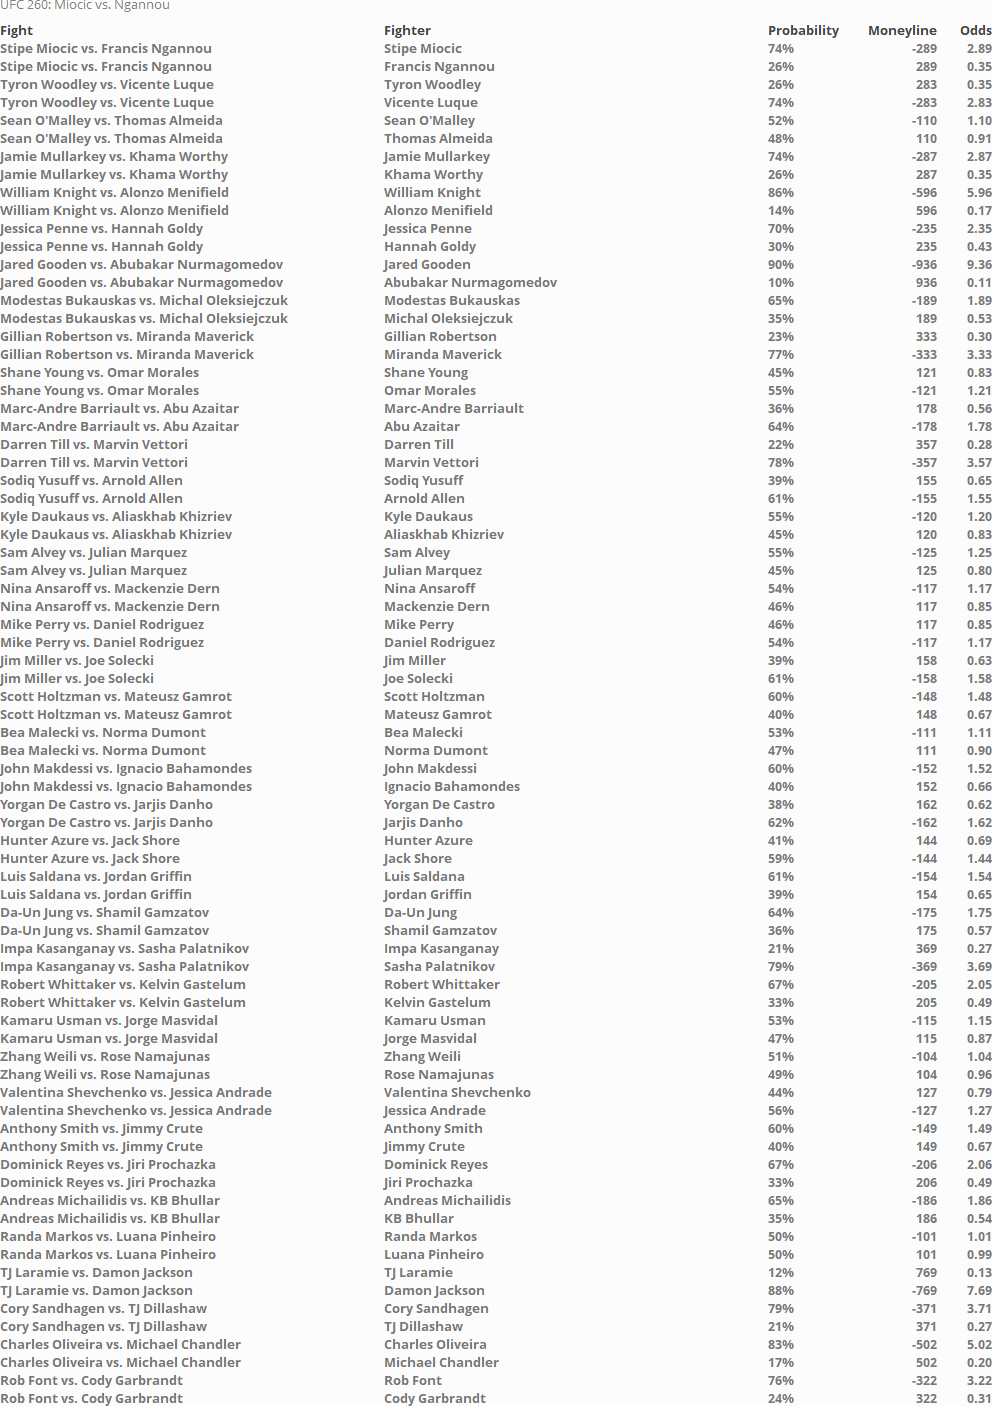 UFC 260: Miocic vs. Ngannou
Fight Fighter Probability Moneyline Odds
Stipe Miocic vs. Francis Ngannou Stipe Miocic 74% -289 2.89
Stipe Miocic vs. Francis Ngannou Francis Ngannou 26% 289 0.35
Tyron Woodley vs. Vicente Luque Tyron Woodley 26% 283 0.35
Tyron Woodley vs. Vicente Luque Vicente Luque 74% -283 2.83
Sean O'Malley vs. Thomas Almeida Sean O'Malley 52% -110 1.10
Sean O'Malley vs. Thomas Almeida Thomas Almeida 48% 110 0.91
Jamie Mullarkey vs. Khama Worthy Jamie Mullarkey 74% -287 2.87
Jamie Mullarkey vs. Khama Worthy Khama Worthy 26% 287 0.35
William Knight vs. Alonzo Menifield William Knight 86% -596 5.96
William Knight vs. Alonzo Menifield Alonzo Menifield 14% 596 0.17
Jessica Penne vs. Hannah Goldy Jessica Penne 70% -235 2.35
Jessica Penne vs. Hannah Goldy Hannah Goldy 30% 235 0.43
Jared Gooden vs. Abubakar Nurmagomedov Jared Gooden 90% -936 9.36
Jared Gooden vs. Abubakar Nurmagomedov Abubakar Nurmagomedov 10% 936 0.11
Modestas Bukauskas vs. Michal Oleksiejczuk Modestas Bukauskas 65% -189 1.89
Modestas Bukauskas vs. Michal Oleksiejczuk Michal Oleksiejczuk 35% 189 0.53
Gillian Robertson vs. Miranda Maverick Gillian Robertson 23% 333 0.30
Gillian Robertson vs. Miranda Maverick Miranda Maverick 77% -333 3.33
Shane Young vs. Omar Morales Shane Young 45% 121 0.83
Shane Young vs. Omar Morales Omar Morales 55% -121 1.21
Marc-Andre Barriault vs. Abu Azaitar Marc-Andre Barriault 36% 178 0.56
Marc-Andre Barriault vs. Abu Azaitar Abu Azaitar 64% -178 1.78
Darren Till vs. Marvin Vettori Darren Till 22% 357 0.28
Darren Till vs. Marvin Vettori Marvin Vettori 78% -357 3.57
Sodiq Yusuff vs. Arnold Allen Sodiq Yusuff 39% 155 0.65
Sodiq Yusuff vs. Arnold Allen Arnold Allen 61% -155 1.55
Kyle Daukaus vs. Aliaskhab Khizriev Kyle Daukaus 55% -120 1.20
Kyle Daukaus vs. Aliaskhab Khizriev Aliaskhab Khizriev 45% 120 0.83
Sam Alvey vs. Julian Marquez Sam Alvey 55% -125 1.25
Sam Alvey vs. Julian Marquez Julian Marquez 45% 125 0.80
Nina Ansaroff vs. Mackenzie Dern Nina Ansaroff 54% -117 1.17
Nina Ansaroff vs. Mackenzie Dern Mackenzie Dern 46% 117 0.85
Mike Perry vs. Daniel Rodriguez Mike Perry 46% 117 0.85
Mike Perry vs. Daniel Rodriguez Daniel Rodriguez 54% -117 1.17
Jim Miller vs. Joe Solecki Jim Miller 39% 158 0.63
Jim Miller vs. Joe Solecki Joe Solecki 61% -158 1.58
Scott Holtzman vs. Mateusz Gamrot Scott Holtzman 60% -148 1.48
Scott Holtzman vs. Mateusz Gamrot Mateusz Gamrot 40% 148 0.67
Bea Malecki vs. Norma Dumont Bea Malecki 53% -111 1.11
Bea Malecki vs. Norma Dumont Norma Dumont 47% 111 0.90
John Makdessi vs. Ignacio Bahamondes John Makdessi 60% -152 1.52
John Makdessi vs. Ignacio Bahamondes Ignacio Bahamondes 40% 152 0.66
Yorgan De Castro vs. Jarjis Danho Yorgan De Castro 38% 162 0.62
Yorgan De Castro vs. Jarjis Danho Jarjis Danho 62% -162 1.62
Hunter Azure vs. Jack Shore Hunter Azure 41% 144 0.69
Hunter Azure vs. Jack Shore Jack Shore 59% -144 1.44
Luis Saldana vs. Jordan Griffin Luis Saldana 61% -154 1.54
Luis Saldana vs. Jordan Griffin Jordan Griffin 39% 154 0.65
Da-Un Jung vs. Shamil Gamzatov Da-Un Jung 64% -175 1.75
Da-Un Jung vs. Shamil Gamzatov Shamil Gamzatov 36% 175 0.57
Impa Kasanganay vs. Sasha Palatnikov Impa Kasanganay 21% 369 0.27
Impa Kasanganay vs. Sasha Palatnikov Sasha Palatnikov 79% -369 3.69
Robert Whittaker vs. Kelvin Gastelum Robert Whittaker 67% -205 2.05
Robert Whittaker vs. Kelvin Gastelum Kelvin Gastelum 33% 205 0.49
Kamaru Usman vs. Jorge Masvidal Kamaru Usman 53% -115 1.15
Kamaru Usman vs. Jorge Masvidal Jorge Masvidal 47% 115 0.87
Zhang Weili vs. Rose Namajunas Zhang Weili 51% -104 1.04
Zhang Weili vs. Rose Namajunas Rose Namajunas 49% 104 0.96
Valentina Shevchenko vs. Jessica Andrade Valentina Shevchenko 44% 127 0.79
Valentina Shevchenko vs. Jessica Andrade Jessica Andrade 56% -127 1.27
Anthony Smith vs. Jimmy Crute Anthony Smith 60% -149 1.49
Anthony Smith vs. Jimmy Crute Jimmy Crute 40% 149 0.67
Dominick Reyes vs. Jiri Prochazka Dominick Reyes 67% -206 2.06
Dominick Reyes vs. Jiri Prochazka Jiri Prochazka 33% 206 0.49
Andreas Michailidis vs. KB Bhullar Andreas Michailidis 65% -186 1.86
Andreas Michailidis vs. KB Bhullar KB Bhullar 35% 186 0.54
Randa Markos vs. Luana Pinheiro Randa Markos 50% -101 1.01
Randa Markos vs. Luana Pinheiro Luana Pinheiro 50% 101 0.99
TJ Laramie vs. Damon Jackson TJ Laramie 12% 769 0.13
TJ Laramie vs. Damon Jackson Damon Jackson 88% -769 7.69
Cory Sandhagen vs. TJ Dillashaw Cory Sandhagen 79% -371 3.71
Cory Sandhagen vs. TJ Dillashaw TJ Dillashaw 21% 371 0.27
Charles Oliveira vs. Michael Chandler Charles Oliveira 83% -502 5.02
Charles Oliveira vs. Michael Chandler Michael Chandler 17% 502 0.20
Rob Font vs. Cody Garbrandt Rob Font 76% -322 3.22
Rob Font vs. Cody Garbrandt Cody Garbrandt 24% 322 0.31